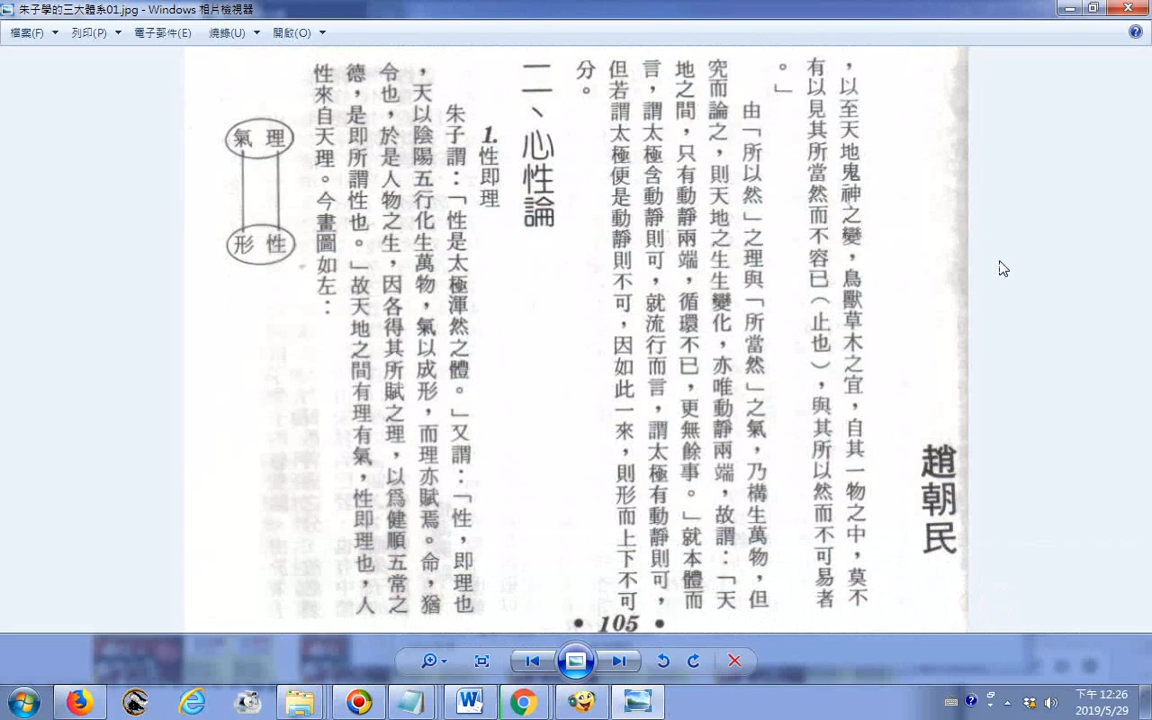 朱子學的三大體系01.jpg - Windows 相片檢視器
檔案(F) 列印(P) 電子郵件(E) 燒錄(U) 開啟(O)
趙朝民
，以至天地鬼神之變，鳥獸草木之宜，自其一物之中，莫不
有以見其所當然而不容已（止也），與其所以然而不可易者
。」
由「所以然」之理與「所當然」之氣，乃構生萬物，但
究而論之，則天地之生生變化，亦唯動靜兩端，故謂：「天
地之間，只有動靜兩端，循環不已，更無餘事。」就本體而
言，謂太極含動靜則可，就流行而言，謂太極有動靜則可，
但若謂太極便是動靜則不可，因如此一來，則形而上下不可
分。
二、心性論
1.性即理
朱子謂：「性是太極渾然之體。」又謂：「性，即理也
，天以陰陽五行化生萬物，氣以成形，而理亦賦焉。命，猶
令也，於是人物之生，因各得其所賦之理，以為健順五常之
德，是即所謂性也。」故天地之間有理有氣，性即理也，人
性來自天理。今畫圖如左：
理 氣
性 形
• 105 •
下午 12:26
2019/5/29